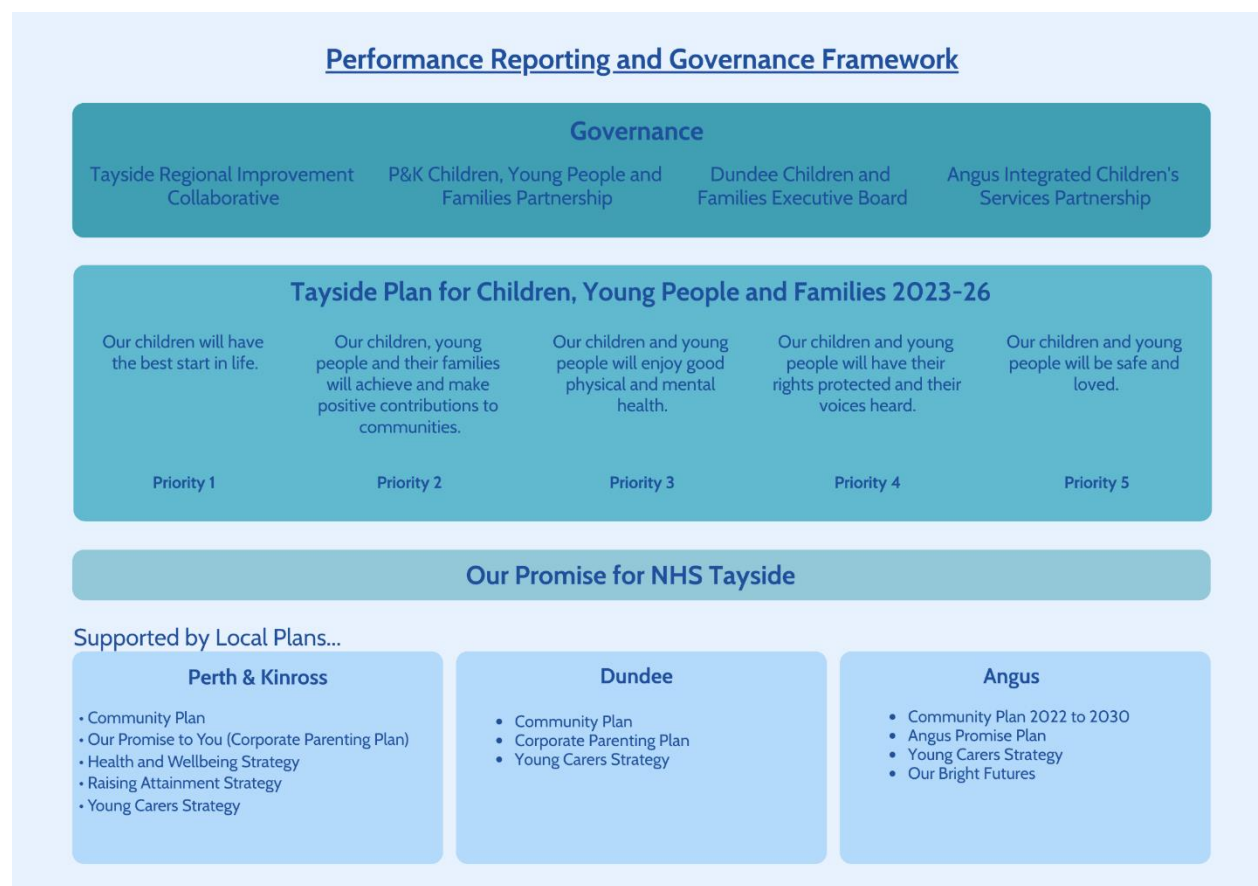 Performance Reporting and Governance Framework
Governance
Tayside Regional Improvement
Collaborative
P&K Children, Young People and
Families Partnership
Dundee Children and
Families Executive Board
Angus Integrated Children's
Services Partnership
Tayside Plan for Children, Young People and Families 2023-26
Our children will have
the best start in life.
Priority 1
Our children, young
people and their families
will achieve and make
positive contributions to
communities.
Priority 2
Our children and young
people will enjoy good
physical and mental
health.
Priority 3
Our children and young
people will have their
rights protected and their
voices heard.
Priority 4
Our children and young
people will be safe and
loved.
Priority 5
Our Promise for NHS Tayside
Supported by Local Plans...
Perth & Kinross
• Community Plan
• Our Promise to You (Corporate Parenting Plan)
• Health and Wellbeing Strategy
• Raising Attainment Strategy
• Young Carers Strategy
Dundee
• Community Plan
• Corporate Parenting Plan
• Young Carers Strategy
Angus
• Community Plan 2022 to 2030
• Angus Promise Plan
• Young Carers Strategy
• Our Bright Futures